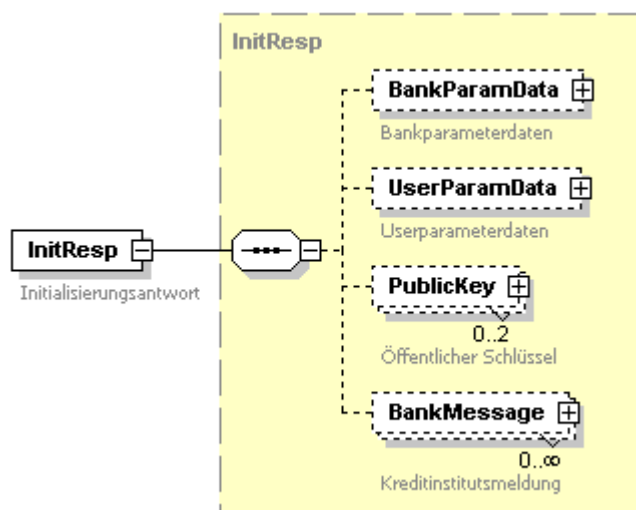 InitResp
BankParamData
Bankparameterdaten
UserParamData
Userparameterdaten
InitResp
Initialisierungsantwort
PublicKey
0..2
Öffentlicher Schlüssel
BankMessage
0..∞
Kreditinstitutsmeldung